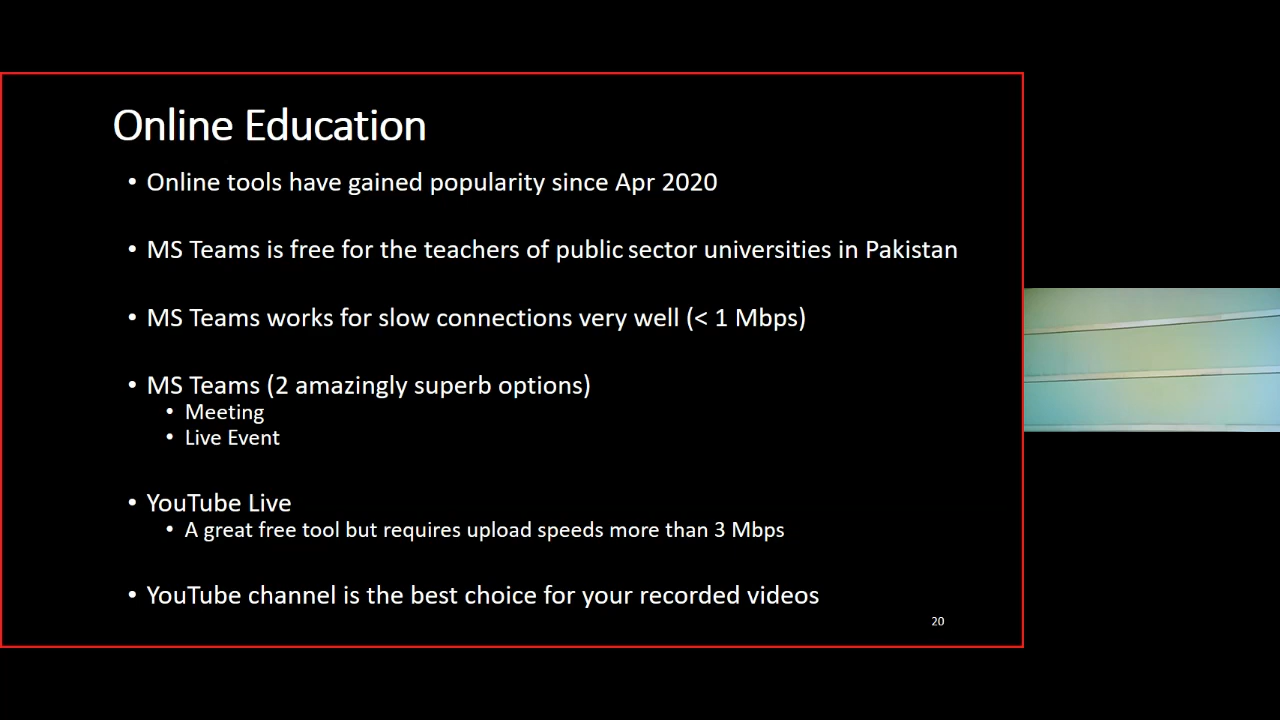 Online Education
• Online tools have gained popularity since Apr 2020
• MS Teams is free for the teachers of public sector universities in Pakistan
• MS Teams works for slow connections very well (< 1 Mbps)
• MS Teams (2 amazingly superb options)
• Meeting
• Live Event
• YouTube Live
• A great free tool but requires upload speeds more than 3 Mbps
• YouTube channel is the best choice for your recorded videos
20